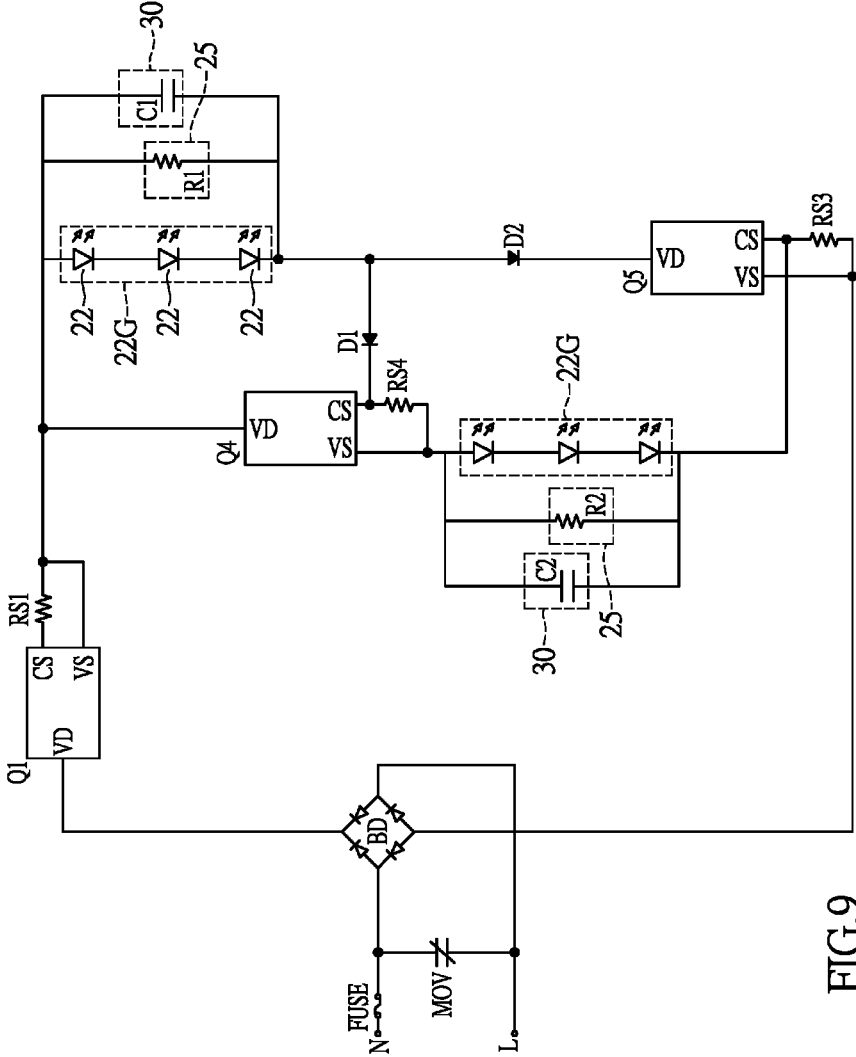 30
C1
25
R1
22
22
22
22G
D1
D2
RS4
Q4
VD
CS
VS
Q5
VD
CS
VS
RS3
22G
R2
25
C2
30
RS1
Q1
CS
VS
VD
BD
FUSE
N
MOV
L
FIG.9